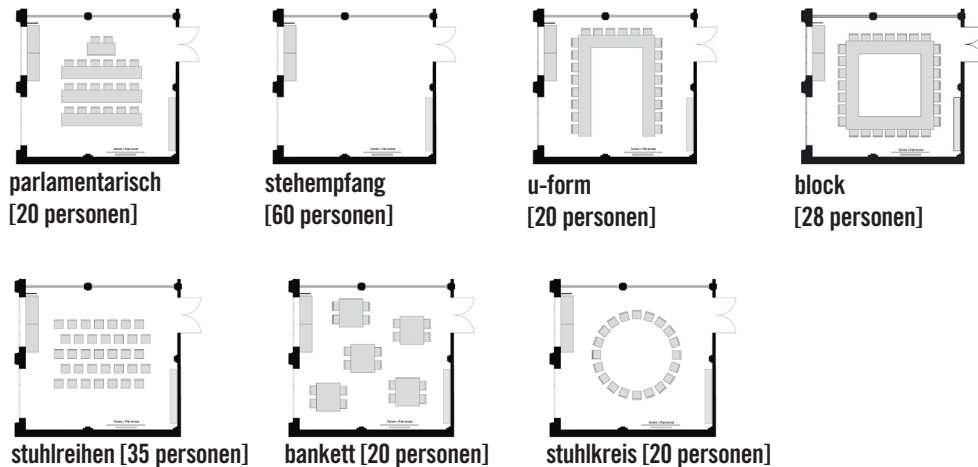 parlamentarisch
[20 personen]
stehempfang
[60 personen]
u-form
[20 personen]
block
[28 personen]
stuhlreihen [35 personen]
bankett [20 personen]
stuhlkreis [20 personen]